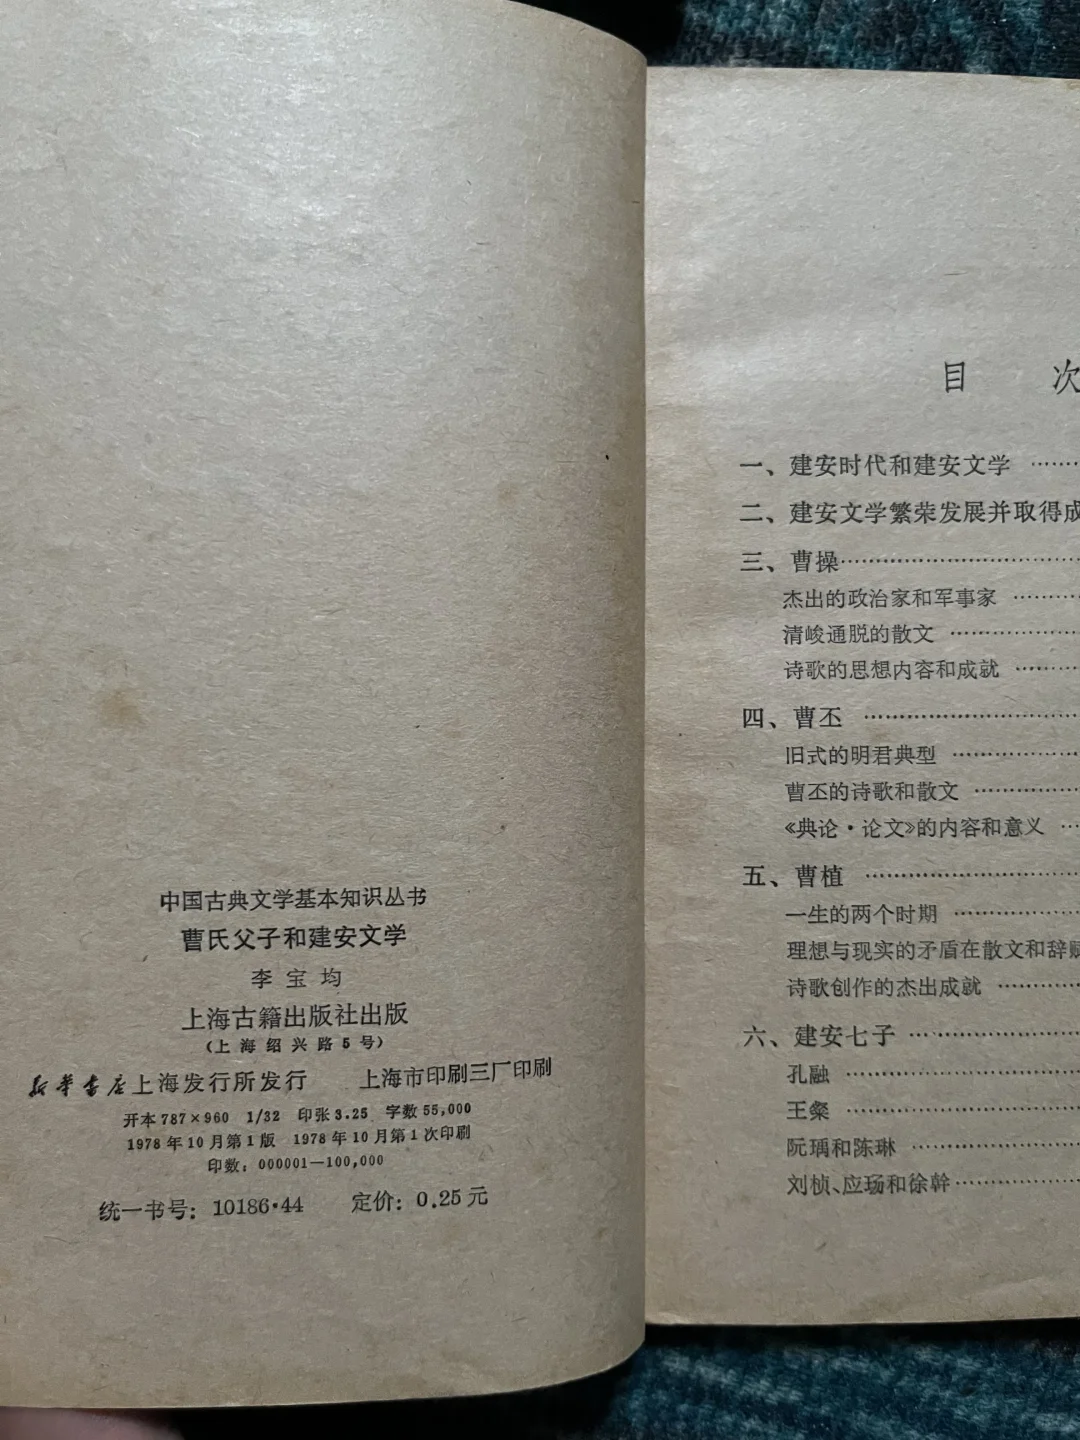 中国古典文学基本知识丛书
曹氏父子和建安文学
李宝均
上海古籍出版社出版
（上海绍兴路5号）
新华书店上海发行所发行 上海市印刷三厂印刷
开本787×960 1/32 印张3.25 字数55,000
1978年10月第1版 1978年10月第1次印刷
印数：000001—100,000
统一书号：10186·44 定价：0.25元
目 次
一、建安时代和建安文学 ……
二、建安文学繁荣发展并取得成
三、曹操……………………
杰出的政治家和军事家 ………
清峻通脱的散文 ……………
诗歌的思想内容和成就 ………
四、曹丕 ……………………
旧式的明君典型 ……………
曹丕的诗歌和散文 …………
《典论·论文》的内容和意义 ……
五、曹植 ……………………
一生的两个时期 ……………
理想与现实的矛盾在散文和辞赋
诗歌创作的杰出成就 …………
六、建安七子 ………………
孔融 ………………………
王粲 ………………………
阮瑀和陈琳 …………………
刘桢、应玚和徐幹……………